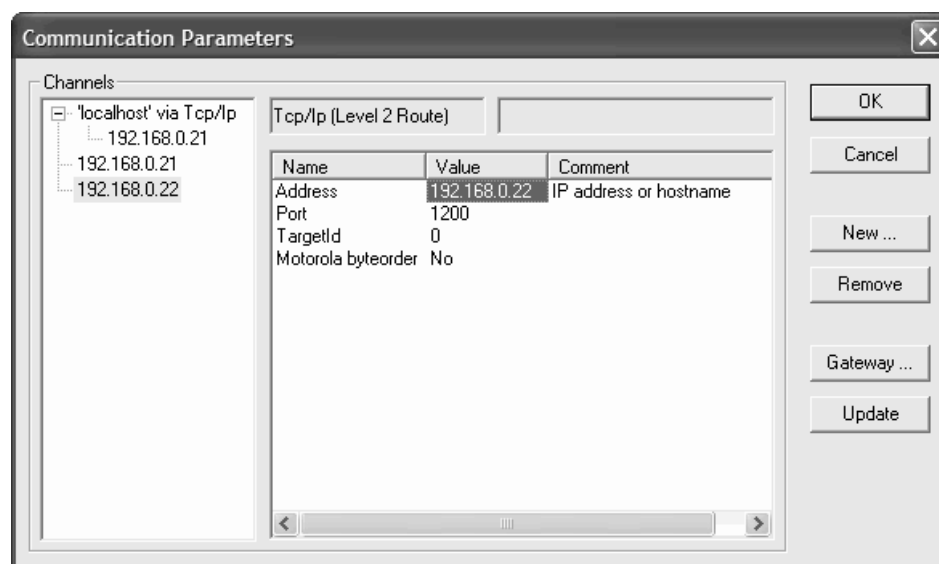 Communication Parameters
Channels
'localhost' via Tcp/Ip
192.168.0.21
192.168.0.21
192.168.0.22
Tcp/Ip (Level 2 Route)
Name Value Comment
Address 192.168.0.22 IP address or hostname
Port 1200
TargetId 0
Motorola byteorder No
OK
Cancel
New ...
Remove
Gateway ...
Update